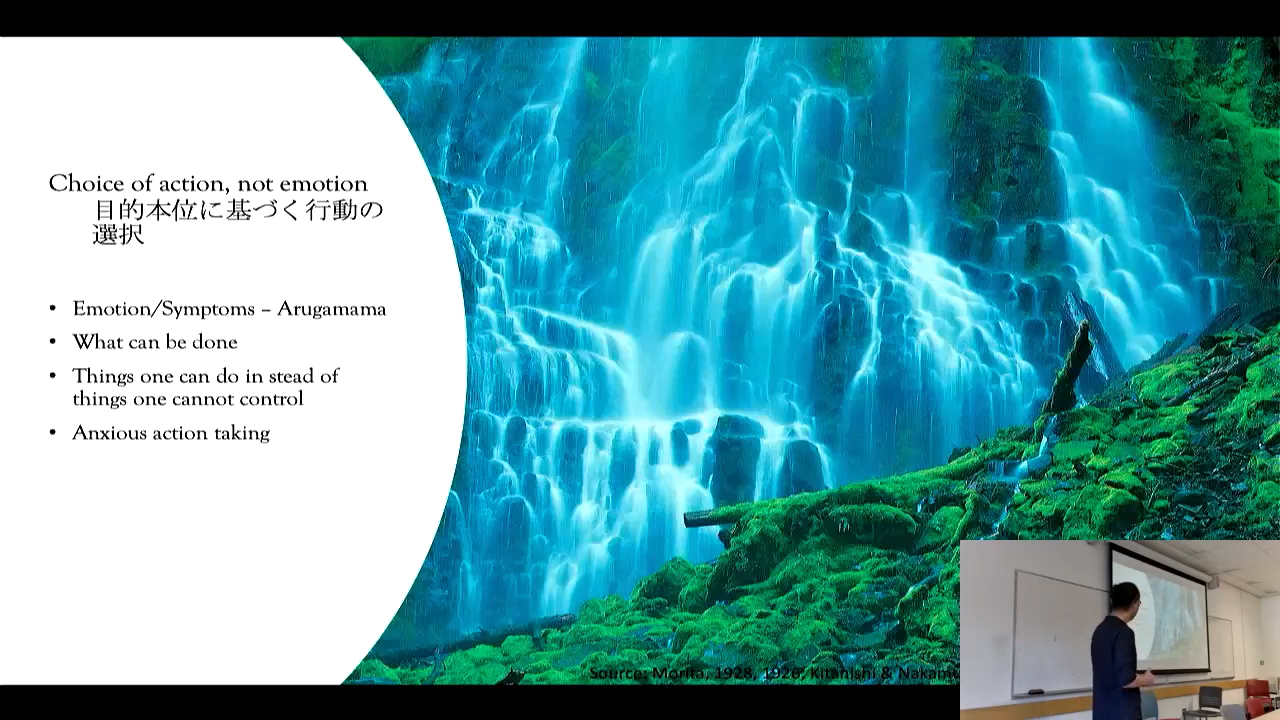 Choice of action, not emotion
目的本位に基づく行動の
選択
• Emotion/Symptoms – Arugamama
• What can be done
• Things one can do in stead of
things one cannot control
• Anxious action taking
Source: Morita, 1928, 1926, Kitanishi &